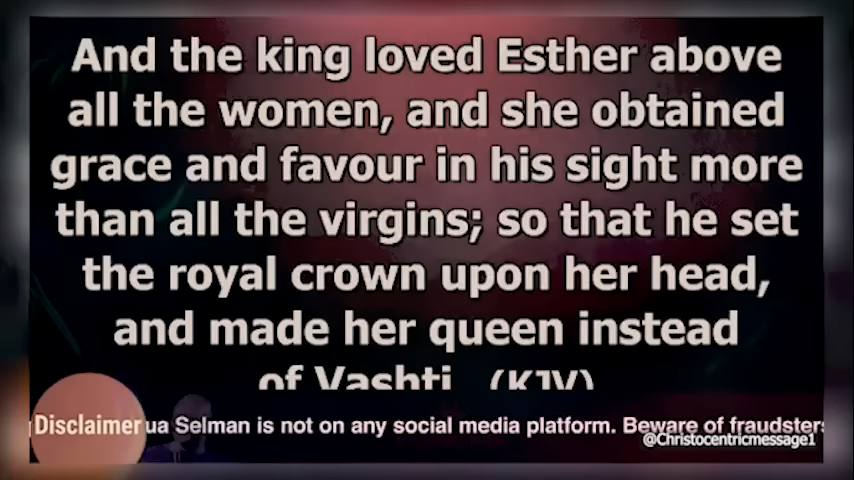 And the king loved Esther above
all the women, and she obtained
grace and favour in his sight more
than all the virgins; so that he set
the royal crown upon her head,
and made her queen instead
of Vashti (KJV)
Disclaimer ua Selman is not on any social media platform. Beware of fraudsters
@Christocentricmessage1